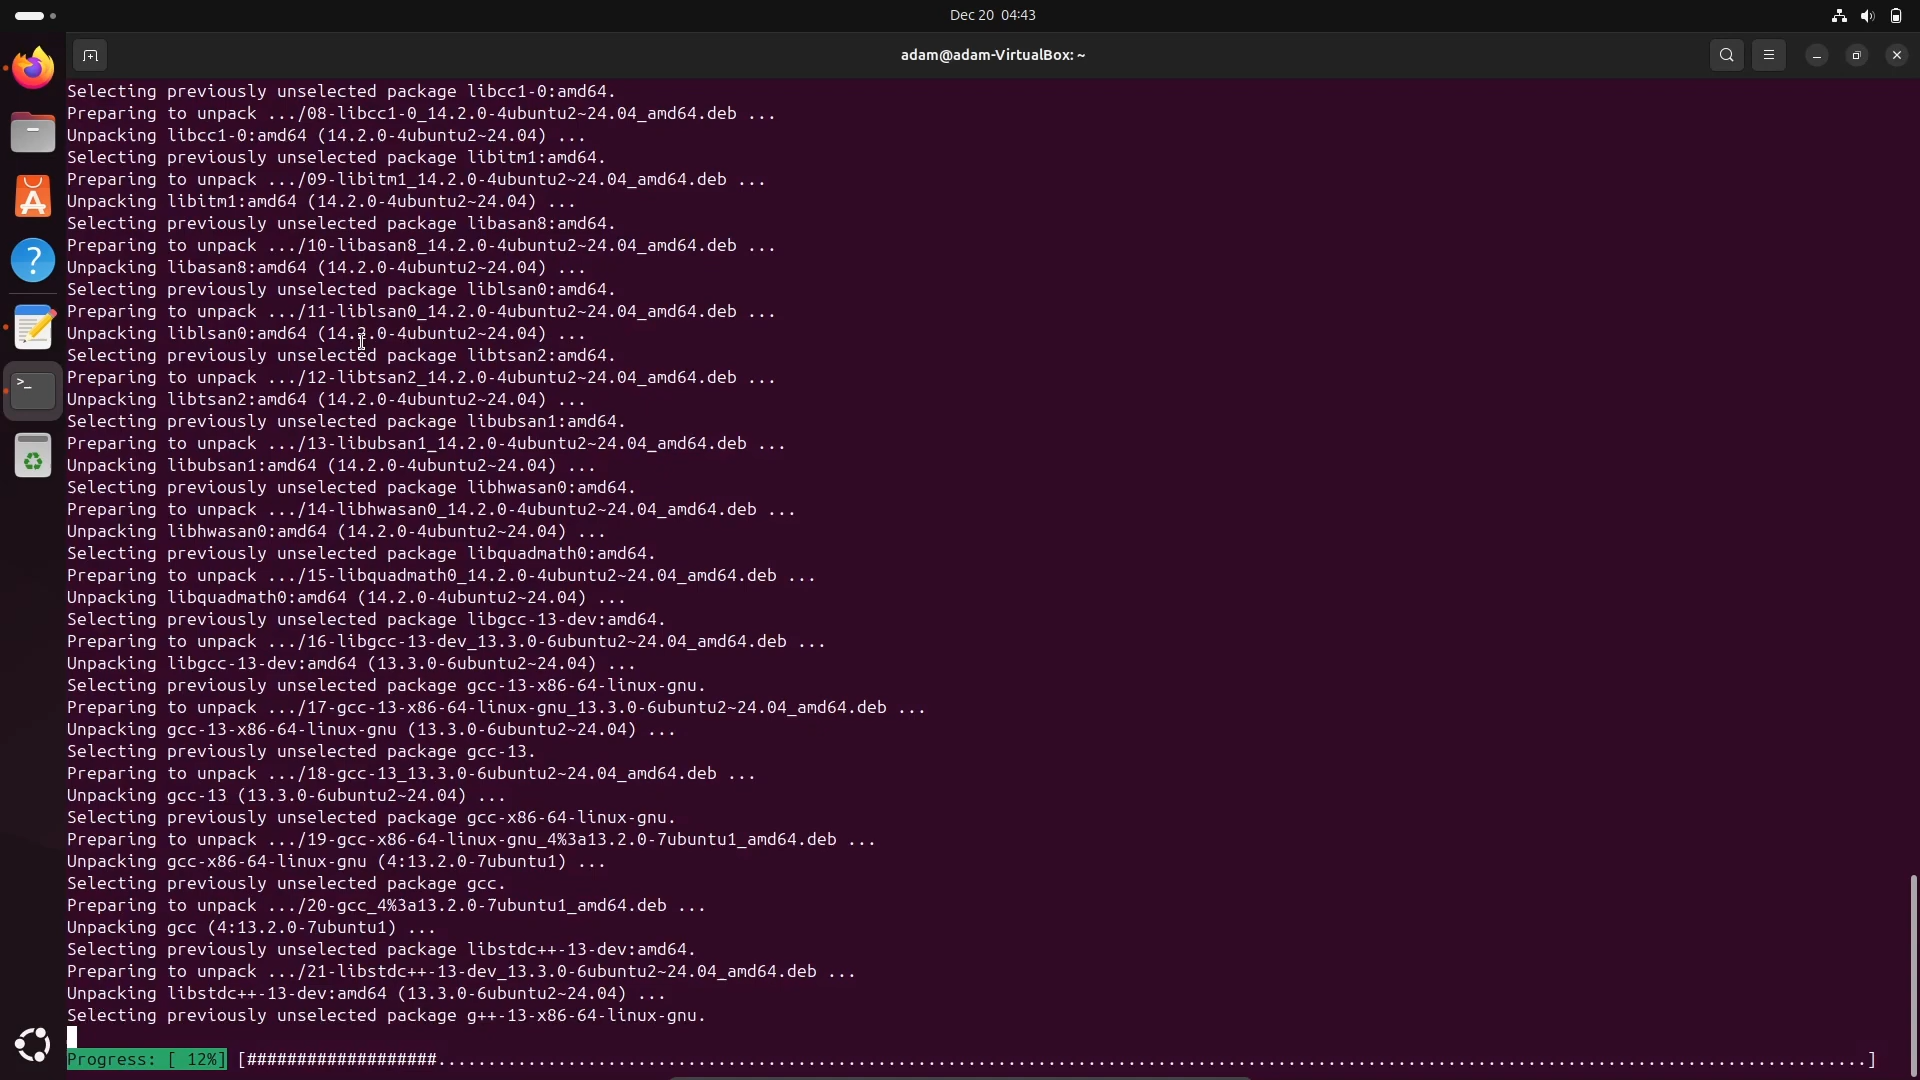 Dec 20 04:43
adam@adam-VirtualBox: ~
Selecting previously unselected package libcc1-0:amd64.
Preparing to unpack .../08-libcc1-0_14.2.0-4ubuntu2~24.04_amd64.deb ...
Unpacking libcc1-0:amd64 (14.2.0-4ubuntu2~24.04) ...
Selecting previously unselected package libitm1:amd64.
Preparing to unpack .../09-libitm1_14.2.0-4ubuntu2~24.04_amd64.deb ...
Unpacking libitm1:amd64 (14.2.0-4ubuntu2~24.04) ...
Selecting previously unselected package libasan8:amd64.
Preparing to unpack .../10-libasan8_14.2.0-4ubuntu2~24.04_amd64.deb ...
Unpacking libasan8:amd64 (14.2.0-4ubuntu2~24.04) ...
Selecting previously unselected package liblsan0:amd64.
Preparing to unpack .../11-liblsan0_14.2.0-4ubuntu2~24.04_amd64.deb ...
Unpacking liblsan0:amd64 (14.2.0-4ubuntu2~24.04) ...
Selecting previously unselected package libtsan2:amd64.
Preparing to unpack .../12-libtsan2_14.2.0-4ubuntu2~24.04_amd64.deb ...
Unpacking libtsan2:amd64 (14.2.0-4ubuntu2~24.04) ...
Selecting previously unselected package libubsan1:amd64.
Preparing to unpack .../13-libubsan1_14.2.0-4ubuntu2~24.04_amd64.deb ...
Unpacking libubsan1:amd64 (14.2.0-4ubuntu2~24.04) ...
Selecting previously unselected package libhwasan0:amd64.
Preparing to unpack .../14-libhwasan0_14.2.0-4ubuntu2~24.04_amd64.deb ...
Unpacking libhwasan0:amd64 (14.2.0-4ubuntu2~24.04) ...
Selecting previously unselected package libquadmath0:amd64.
Preparing to unpack .../15-libquadmath0_14.2.0-4ubuntu2~24.04_amd64.deb ...
Unpacking libquadmath0:amd64 (14.2.0-4ubuntu2~24.04) ...
Selecting previously unselected package libgcc-13-dev:amd64.
Preparing to unpack .../16-libgcc-13-dev_13.3.0-6ubuntu2~24.04_amd64.deb ...
Unpacking libgcc-13-dev:amd64 (13.3.0-6ubuntu2~24.04) ...
Selecting previously unselected package gcc-13-x86-64-linux-gnu.
Preparing to unpack .../17-gcc-13-x86-64-linux-gnu_13.3.0-6ubuntu2~24.04_amd64.deb ...
Unpacking gcc-13-x86-64-linux-gnu (13.3.0-6ubuntu2~24.04) ...
Selecting previously unselected package gcc-13.
Preparing to unpack .../18-gcc-13_13.3.0-6ubuntu2~24.04_amd64.deb ...
Unpacking gcc-13 (13.3.0-6ubuntu2~24.04) ...
Selecting previously unselected package gcc-x86-64-linux-gnu.
Preparing to unpack .../19-gcc-x86-64-linux-gnu_4%3a13.2.0-7ubuntu1_amd64.deb ...
Unpacking gcc-x86-64-linux-gnu (4:13.2.0-7ubuntu1) ...
Selecting previously unselected package gcc.
Preparing to unpack .../20-gcc_4%3a13.2.0-7ubuntu1_amd64.deb ...
Unpacking gcc (4:13.2.0-7ubuntu1) ...
Selecting previously unselected package libstdc++-13-dev:amd64.
Preparing to unpack .../21-libstdc++-13-dev_13.3.0-6ubuntu2~24.04_amd64.deb ...
Unpacking libstdc++-13-dev:amd64 (13.3.0-6ubuntu2~24.04) ...
Selecting previously unselected package g++-13-x86-64-linux-gnu.
Progress: [ 12%] [###################...............................................................................................................................................]